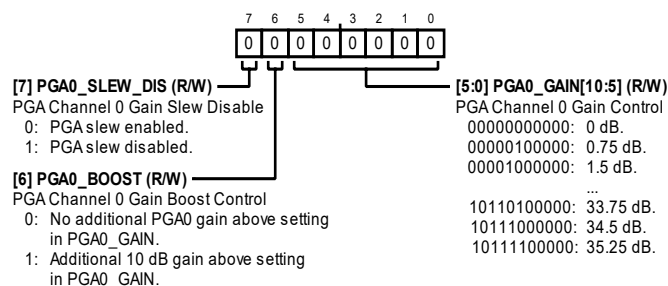 7 6 5 4 3 2 1 0
0 0 0 0 0 0 0 0
[7] PGA0_SLEW_DIS (R/W)
PGA Channel 0 Gain Slew Disable
0: PGA slew enabled.
1: PGA slew disabled.
[6] PGA0_BOOST (R/W)
PGA Channel 0 Gain Boost Control
0: No additional PGA0 gain above setting
in PGA0_GAIN.
1: Additional 10 dB gain above setting
in PGA0_GAIN.
[5:0] PGA0_GAIN[10:5] (R/W)
PGA Channel 0 Gain Control
00000000000: 0 dB.
00000100000: 0.75 dB.
00001000000: 1.5 dB.
...
10110100000: 33.75 dB.
10111000000: 34.5 dB.
10111100000: 35.25 dB.